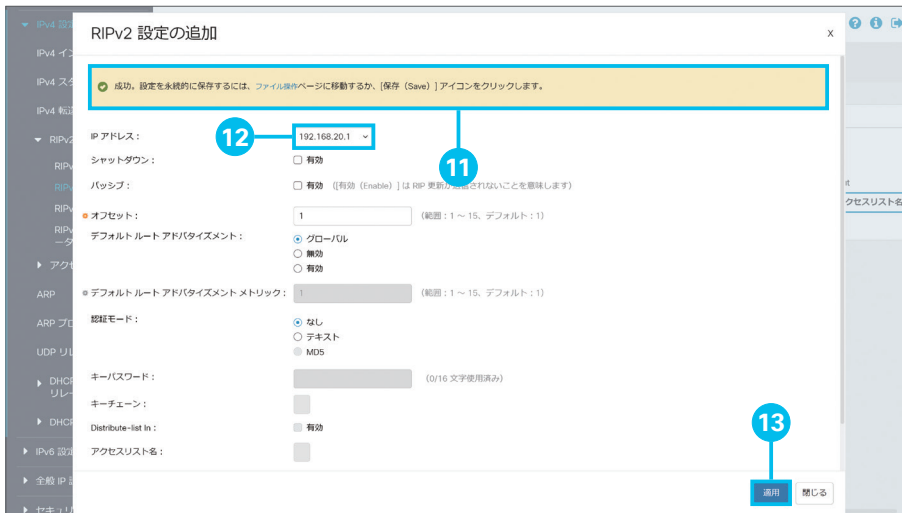 IPv4 設定
RIPv2 設定の追加
X
IPv4 イン
IPv4 スタ
成功。設定を永続的に保存するには、ファイル操作ページに移動するか、[保存（Save）] アイコンをクリックします。
IPv4 転送
RIPv2
IP アドレス：
12
192.168.20.1
11
シャットダウン：
有効
RIPv
パッシブ：
有効 （[有効（Enable）] は RIP 更新が送信されないことを意味します）
RIPv
RIPv
オフセット：
1
（範囲：1 ～ 15、デフォルト：1）
クセスリスト名
RIPv
ータ
デフォルト ルート アドバタイズメント：
グローバル
無効
有効
アクセ
ARP
デフォルト ルート アドバタイズメント メトリック：
1
（範囲：1 ～ 15、デフォルト：1）
ARP プロ
認証モード：
なし
テキスト
MD5
UDP リレ
DHCP
リレー
キーパスワード：
（0/16 文字使用済み）
キーチェーン：
DHCP
Distribute-list In：
有効
13
IPv6 設定
アクセスリスト名：
全般 IP 設
適用
閉じる
セキュリ